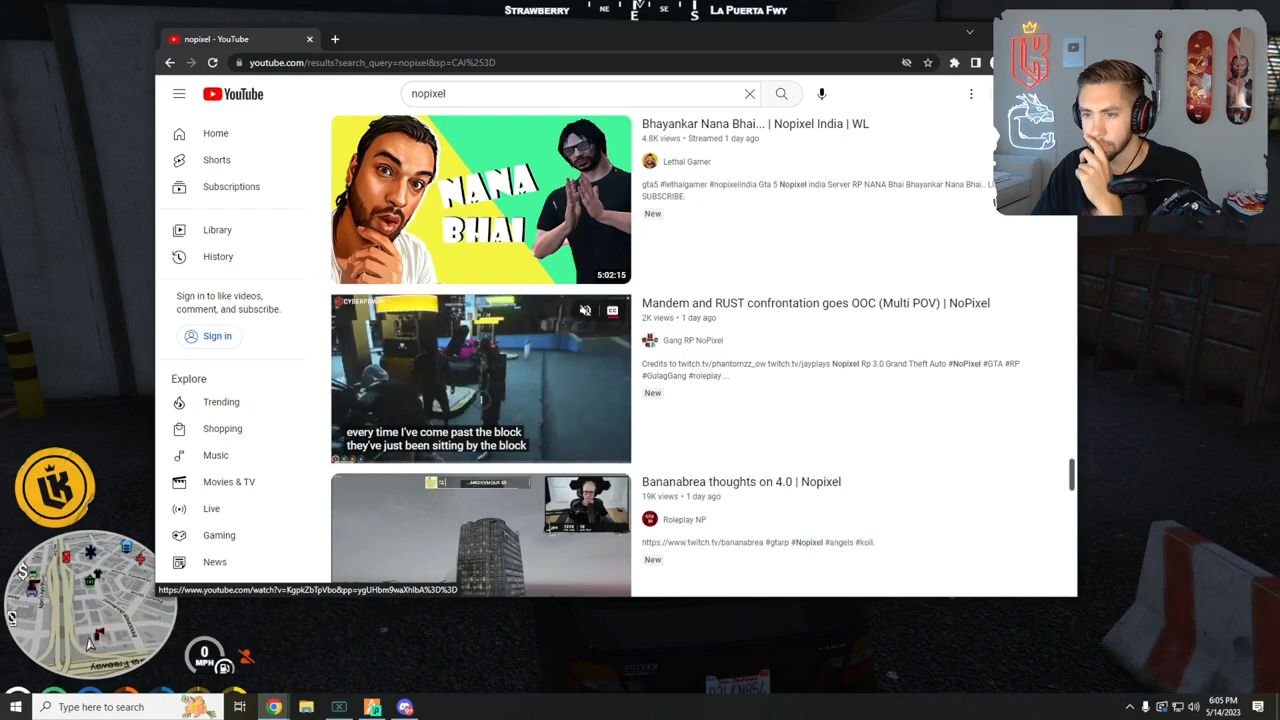 STRAWBERRY
NE
E
SE
S
LA PUERTA FWY
nopixel - YouTube
youtube.com/results?search_query=nopixel&sp=CAI%253D
YouTube
nopixel
Home
Shorts
Subscriptions
Library
History
Sign in to like videos,
comment, and subscribe.
Sign in
Explore
Trending
Shopping
Music
Movies & TV
Live
Gaming
News
NANA
BHAI
5:02:15
Bhayankar Nana Bhai... | Nopixel India | WL
4.8K views • Streamed 1 day ago
Lethal Gamer
gta5 #lethalgamer #nopixelindia Gta 5 Nopixel india Server RP NANA Bhai Bhayankar Nana Bhai..
SUBSCRIBE.
New
CC
every time I've come past the block
they've just been sitting by the block
Mandem and RUST confrontation goes OOC (Multi POV) | NoPixel
2K views • 1 day ago
Gang RP NoPixel
Credits to twitch.tv/phantomzz_ow twitch.tv/jayplays Nopixel Rp 3.0 Grand Theft Auto #NoPixel #GTA #RP
#GulagGang #roleplay ...
New
Bananabrea thoughts on 4.0 | Nopixel
19K views • 1 day ago
Roleplay NP
https://www.twitch.tv/bananabrea #gtarp #Nopixel #angels #koil.
New
https://www.youtube.com/watch?v=KgpkZbTpVbo&pp=ygUHbm9waXhlbA%3D%3D
LK
0
MPH
Type here to search
6:05 PM
5/14/2023